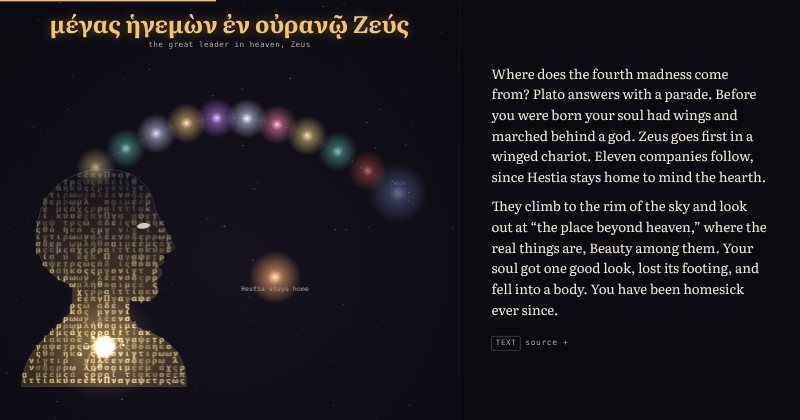 μέγας ἡγεμὼν ἐν οὐρανῷ Ζεύς
the great leader in heaven, Zeus
Zeus
Hestia stays home
Where does the fourth madness come
from? Plato answers with a parade. Before
you were born your soul had wings and
marched behind a god. Zeus goes first in a
winged chariot. Eleven companies follow,
since Hestia stays home to mind the hearth.
They climb to the rim of the sky and look
out at “the place beyond heaven,” where the
real things are, Beauty among them. Your
soul got one good look, lost its footing, and
fell into a body. You have been homesick
ever since.
TEXT source +